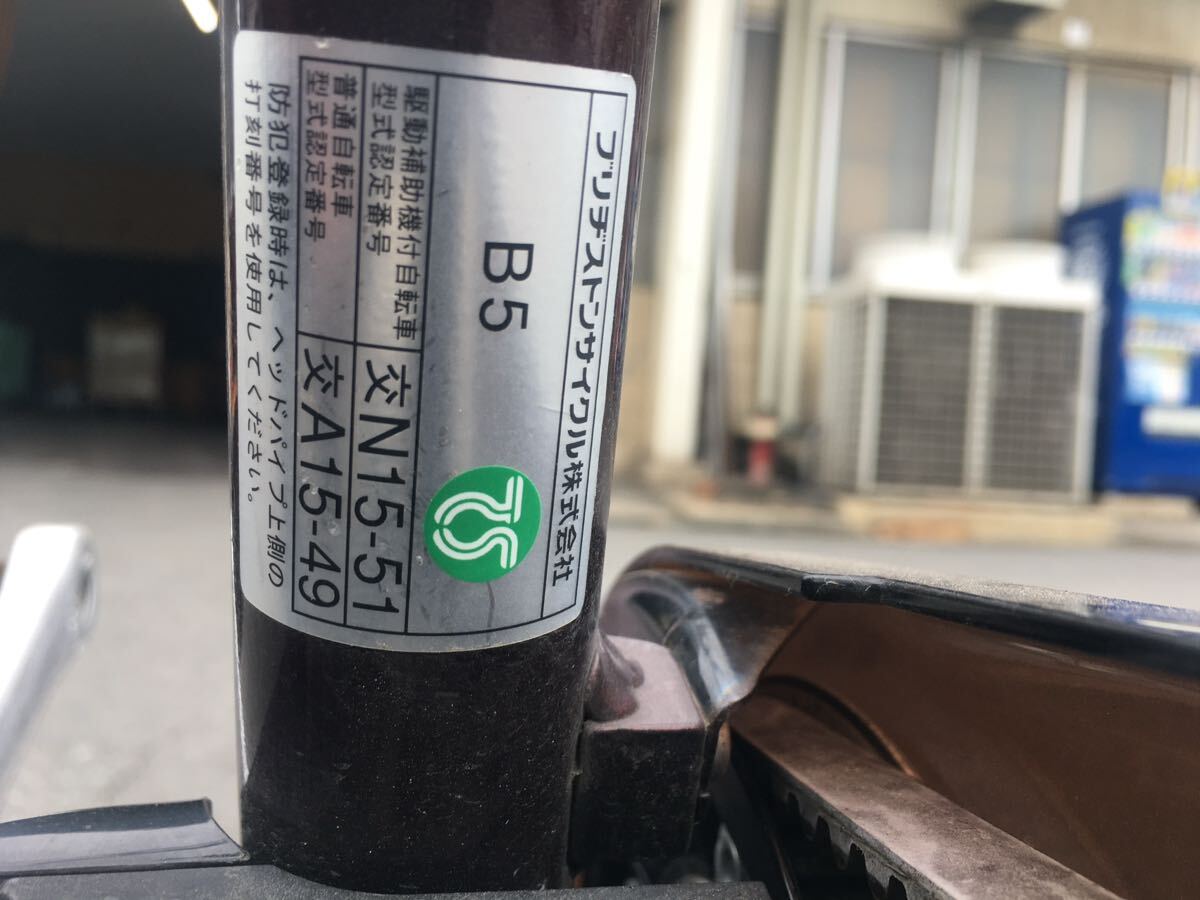 ブリヂストンサイクル株式会社
B5
駆動補助機付自転車
型式認定番号
交N15-51
普通自転車
型式認定番号
交A15-49
防犯登録時は、ヘッドパイプ上側の
打刻番号を使用してください。